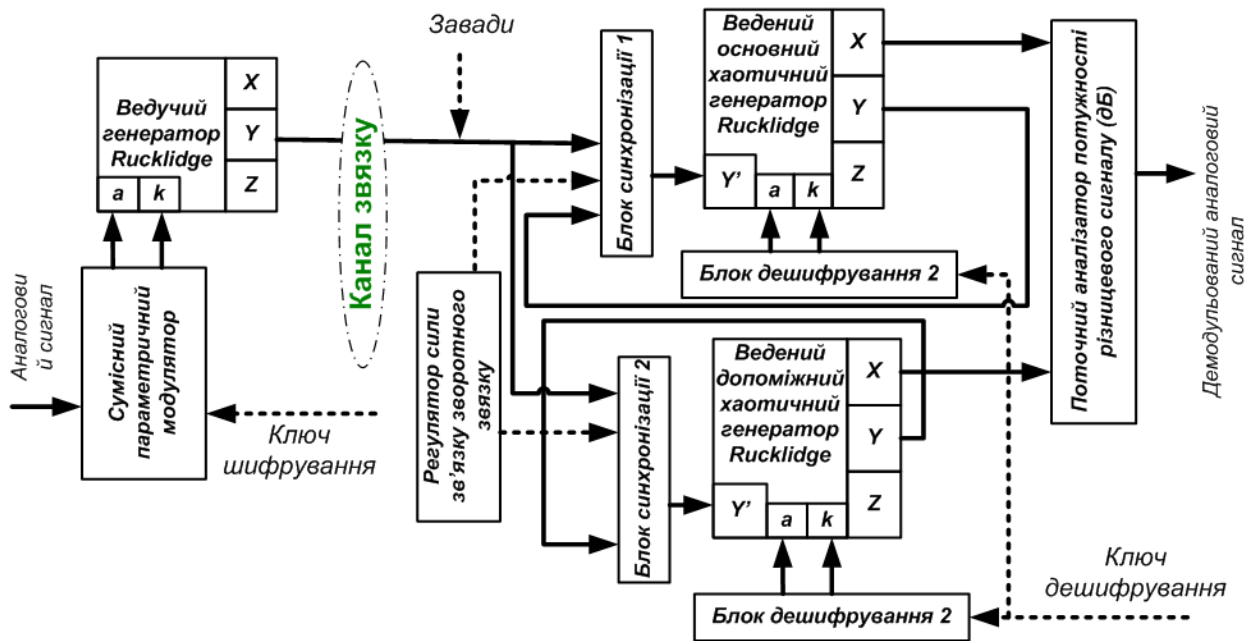 Завади
Ведучий
генератор
Rucklidge
X
Y
Z
a
k
Канал звязку
Аналогови
й сигнал
Сумісний
параметричний
модулятор
Ключ
шифрування
Регулятор сили
зв’язку зворотного
звязку
Блок синхронізації 1
Ведений
основний
хаотичний
генератор
Rucklidge
X
Y
Z
Y’
a
k
Блок дешифрування 2
Блок синхронізації 2
Ведений
допоміжний
хаотичний
генератор
Rucklidge
X
Y
Z
Y’
a
k
Блок дешифрування 2
Поточний аналізатор потужності
різницевого сигналу (дБ)
Демодульований аналоговий
сигнал
Ключ
дешифрування